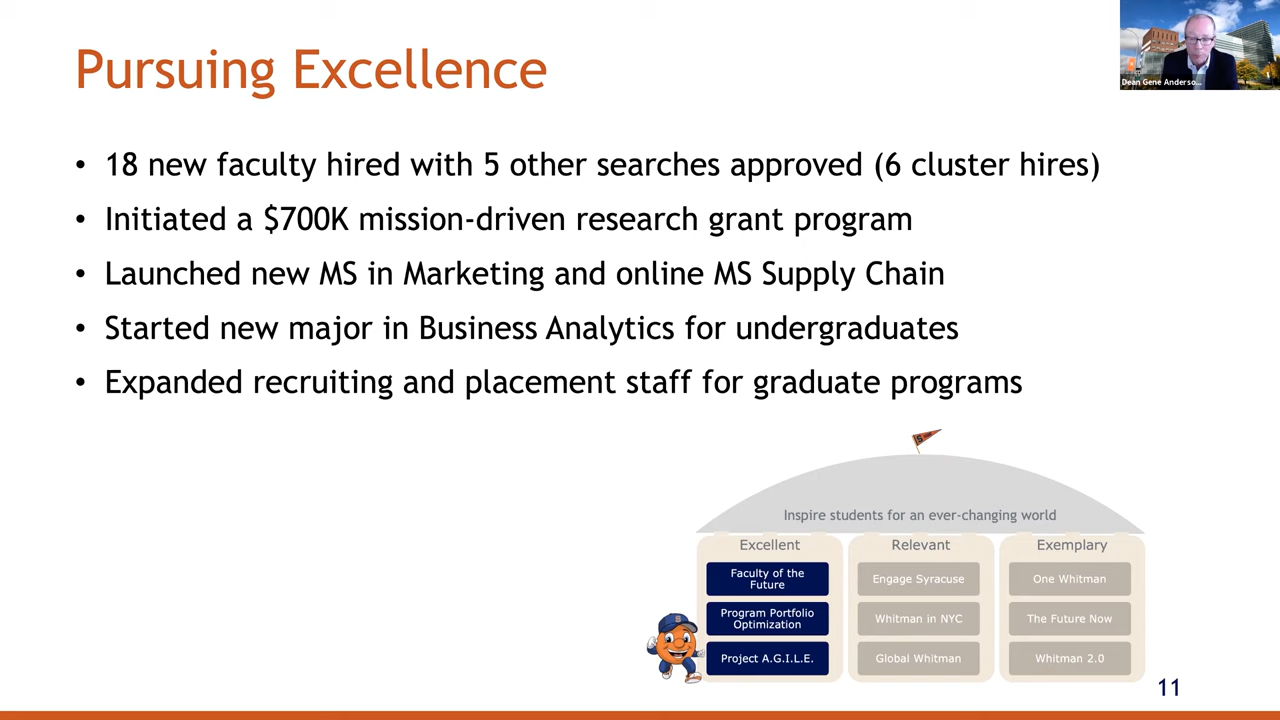 Pursuing Excellence
Dean Gene Anderso...
• 18 new faculty hired with 5 other searches approved (6 cluster hires)
• Initiated a $700K mission-driven research grant program
• Launched new MS in Marketing and online MS Supply Chain
• Started new major in Business Analytics for undergraduates
• Expanded recruiting and placement staff for graduate programs
S
Inspire students for an ever-changing world
Excellent
Faculty of the
Future
Program Portfolio
Optimization
Project A.G.I.L.E.
Relevant
Engage Syracuse
Whitman in NYC
Global Whitman
Exemplary
One Whitman
The Future Now
Whitman 2.0
S
11